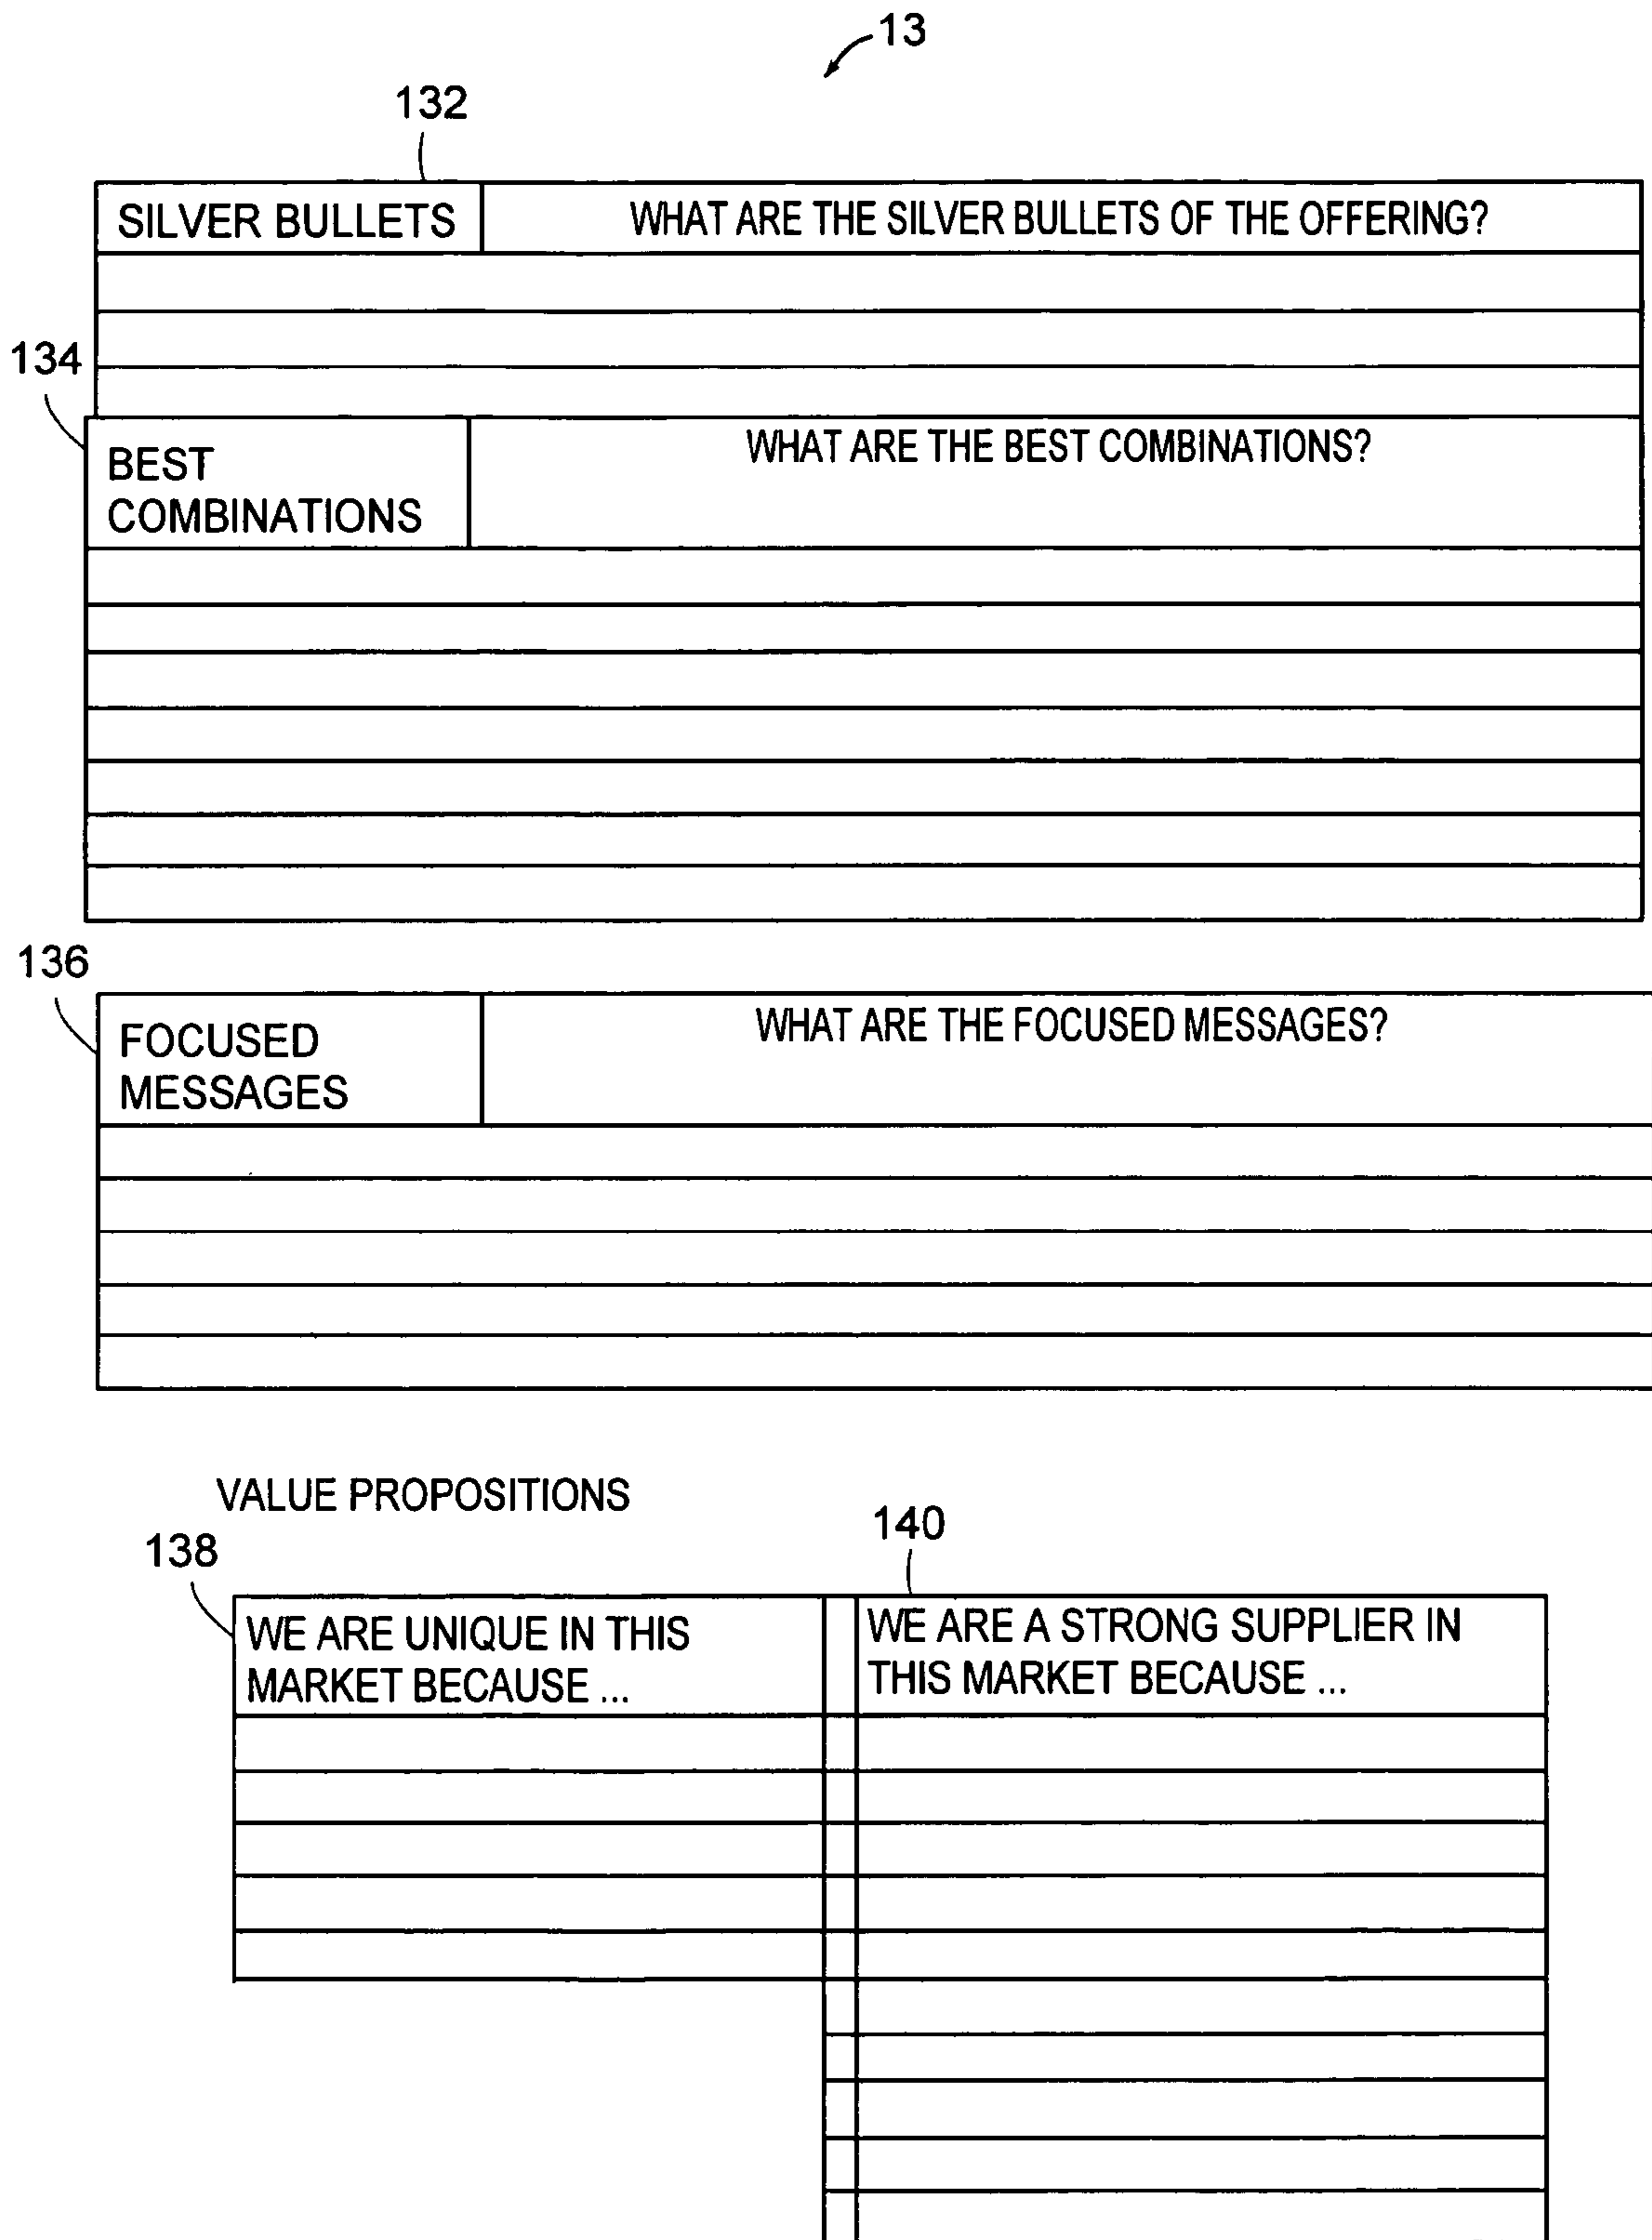 13
132
SILVER BULLETS
WHAT ARE THE SILVER BULLETS OF THE OFFERING?
134
BEST
COMBINATIONS
WHAT ARE THE BEST COMBINATIONS?
136
FOCUSED
MESSAGES
WHAT ARE THE FOCUSED MESSAGES?
VALUE PROPOSITIONS
138
140
WE ARE UNIQUE IN THIS
MARKET BECAUSE ...
WE ARE A STRONG SUPPLIER IN
THIS MARKET BECAUSE ...